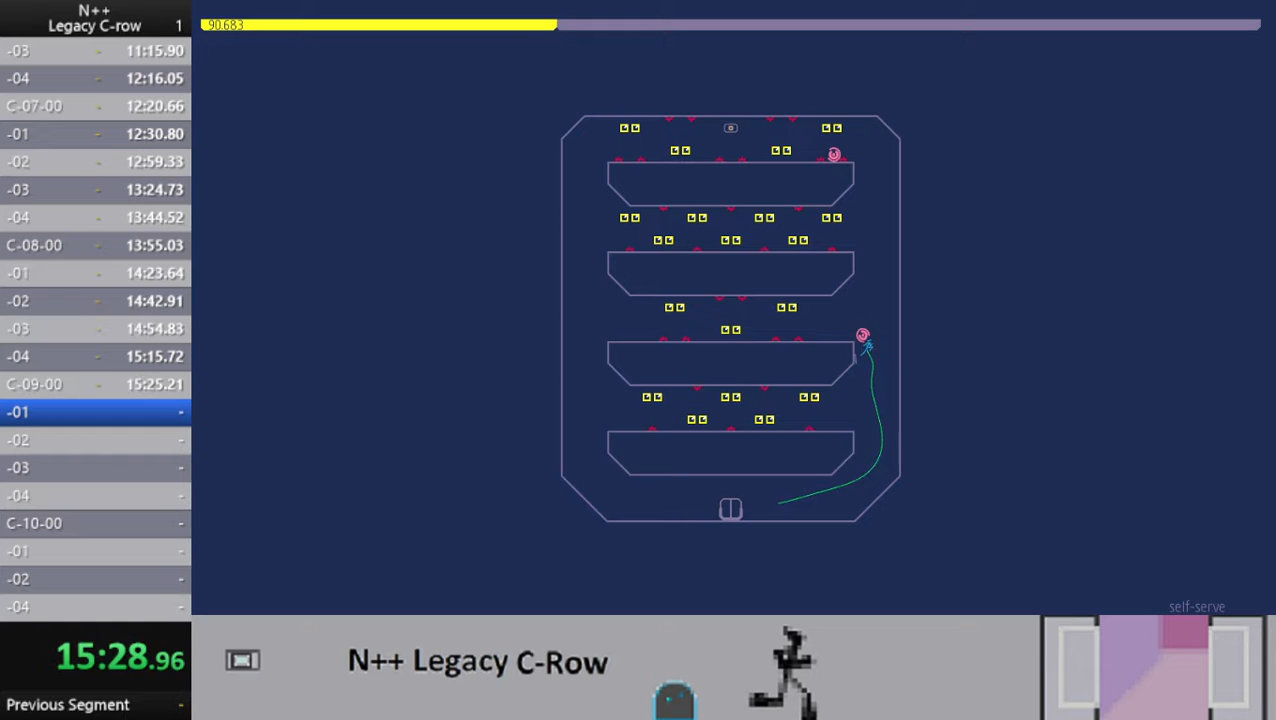 N++
Legacy C-row 1
-03 - 11:15.90
-04 - 12:16.05
C-07-00 - 12:20.66
-01 - 12:30.80
-02 - 12:59.33
-03 - 13:24.73
-04 - 13:44.52
C-08-00 - 13:55.03
-01 - 14:23.64
-02 - 14:42.91
-03 - 14:54.83
-04 - 15:15.72
C-09-00 - 15:25.21
-01 -
-02 -
-03 -
-04 -
C-10-00 -
-01 -
-02 -
-04 -
15:28.96
Previous Segment -
90.683
self-serve
N++ Legacy C-Row